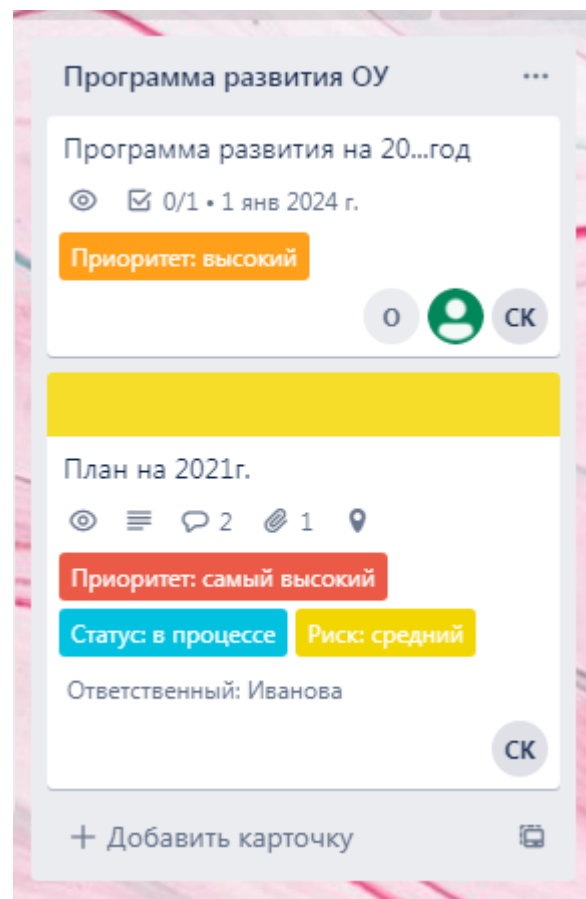 Программа развития ОУ
Программа развития на 20...год
0/1 • 1 янв 2024 г.
Приоритет: высокий
О СК
План на 2021г.
2 1
Приоритет: самый высокий
Статус: в процессе Риск: средний
Ответственный: Иванова
СК
+ Добавить карточку